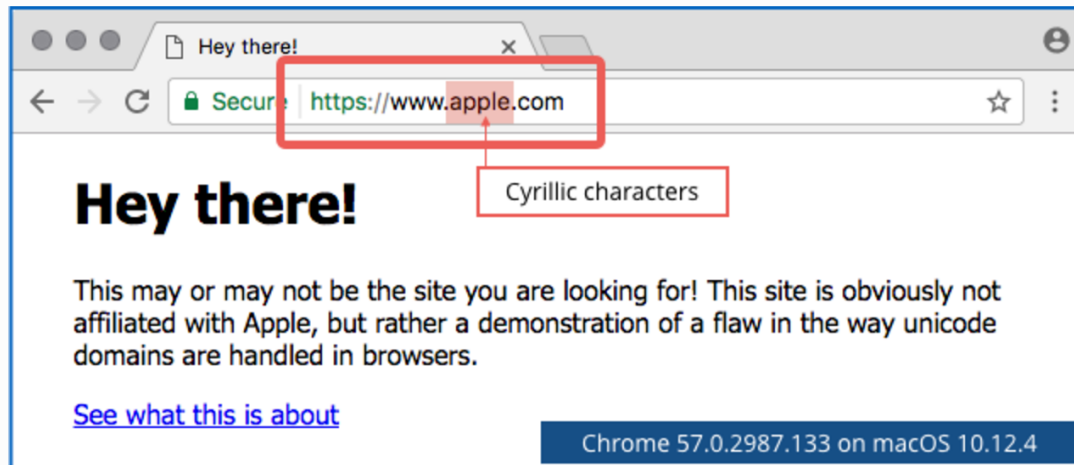 Hey there!
Secure https://www.аррӏе.com
Cyrillic characters
Hey there!
This may or may not be the site you are looking for! This site is obviously not
affiliated with Apple, but rather a demonstration of a flaw in the way unicode
domains are handled in browsers.
See what this is about
Chrome 57.0.2987.133 on macOS 10.12.4